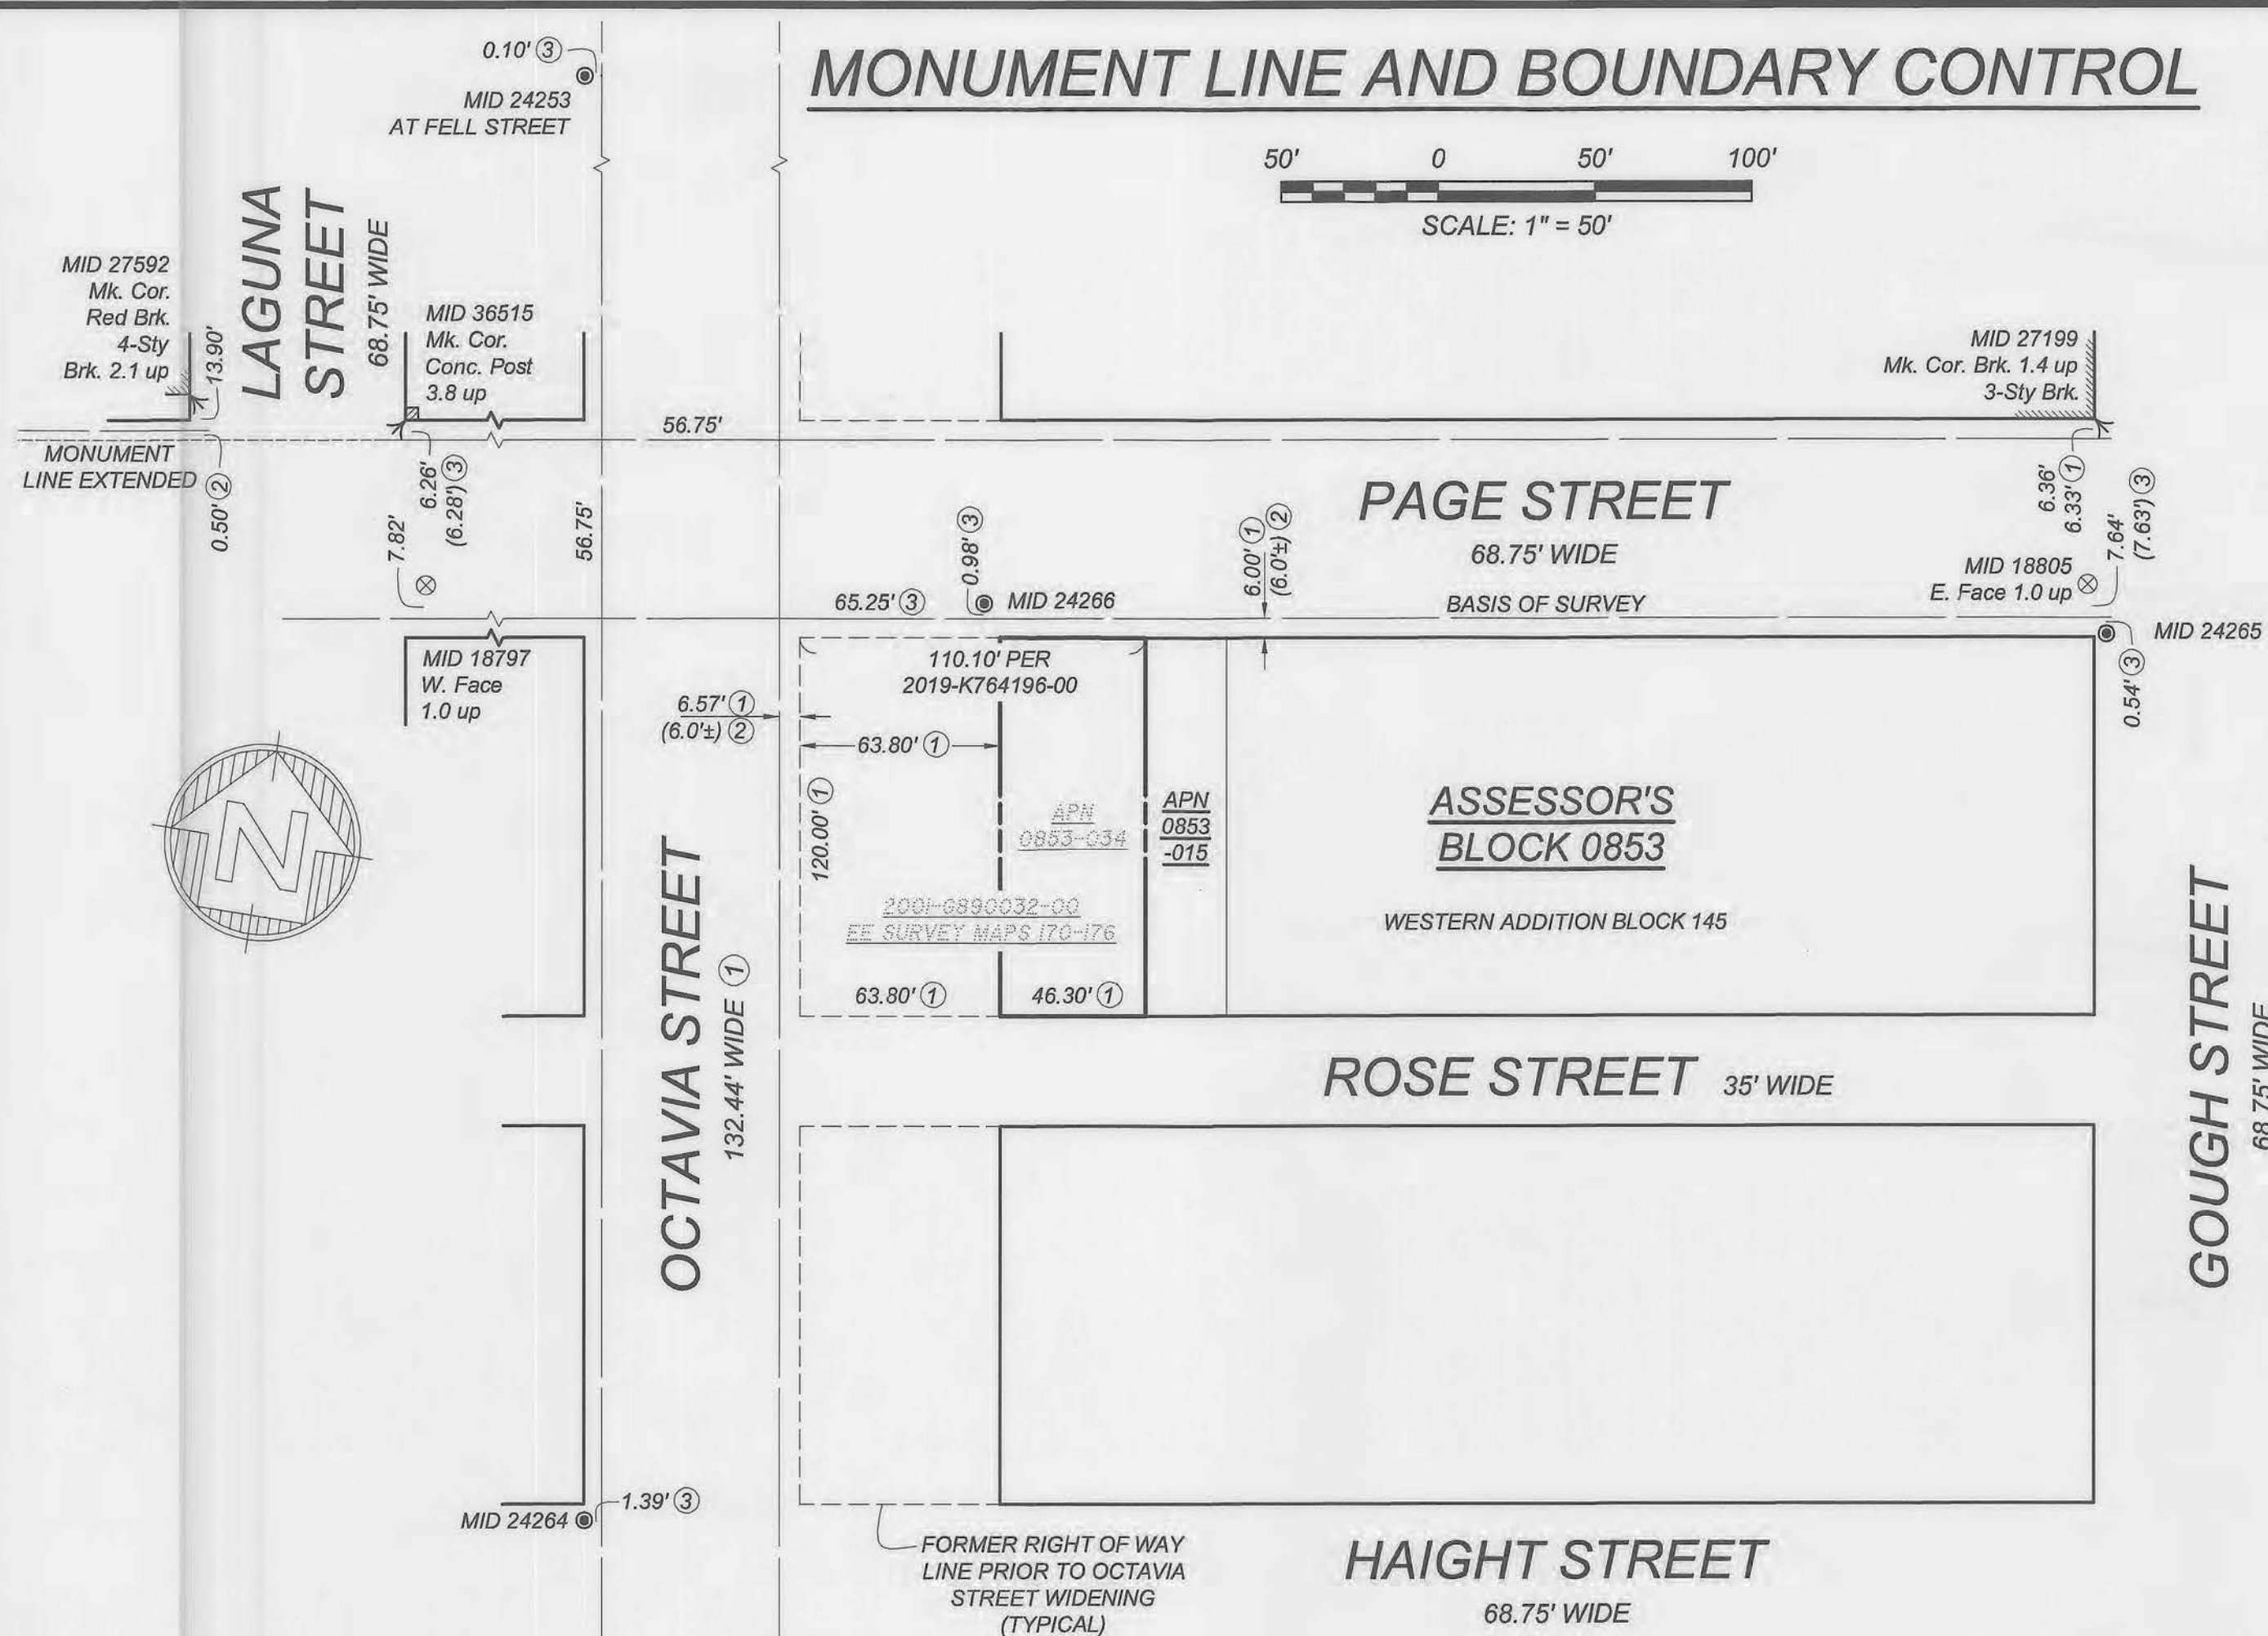 MONUMENT LINE AND BOUNDARY CONTROL
50' 0 50' 100'
SCALE: 1" = 50'
0.10' ③
MID 24253
AT FELL STREET
LAGUNA
STREET
68.75' WIDE
MID 27592
Mk. Cor.
Red Brk.
4-Sty
Brk. 2.1 up
13.90'
MID 36515
Mk. Cor.
Conc. Post
3.8 up
MID 27199
Mk. Cor. Brk. 1.4 up
3-Sty Brk.
56.75'
MONUMENT
LINE EXTENDED
0.50' ②
6.26'
(6.28') ③
7.82'
56.75'
PAGE STREET
68.75' WIDE
BASIS OF SURVEY
0.98' ③
65.25' ③
MID 24266
6.00' ①
(6.0'±) ②
6.36'
6.33' ①
7.64'
(7.63') ③
MID 18805
E. Face 1.0 up
MID 24265
0.54' ③
MID 18797
W. Face
1.0 up
110.10' PER
2019-K764196-00
6.57' ①
(6.0'±) ②
63.80' ①
120.00' ①
APN
0853-034
APN
0853
-015
2001-G890032-00
EE SURVEY MAPS 170-176
63.80' ①
46.30' ①
ASSESSOR'S
BLOCK 0853
WESTERN ADDITION BLOCK 145
N
OCTAVIA STREET
132.44' WIDE ①
GOUGH STREET
68.75' WIDE
ROSE STREET 35' WIDE
MID 24264
1.39' ③
FORMER RIGHT OF WAY
LINE PRIOR TO OCTAVIA
STREET WIDENING
(TYPICAL)
HAIGHT STREET
68.75' WIDE